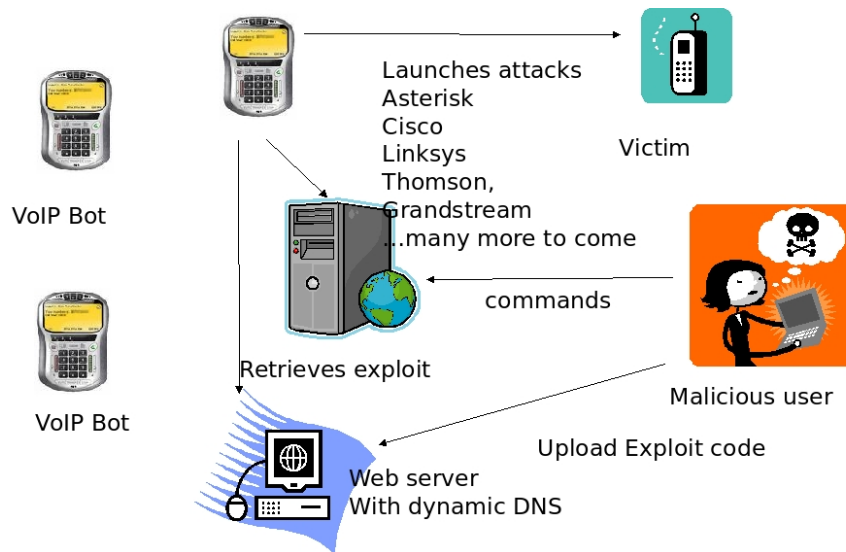 Launches attacks
Asterisk
Cisco
Linksys
Thomson,
Grandstream
...many more to come
Victim
VoIP Bot
commands
Retrieves exploit
Malicious user
VoIP Bot
Upload Exploit code
Web server
With dynamic DNS